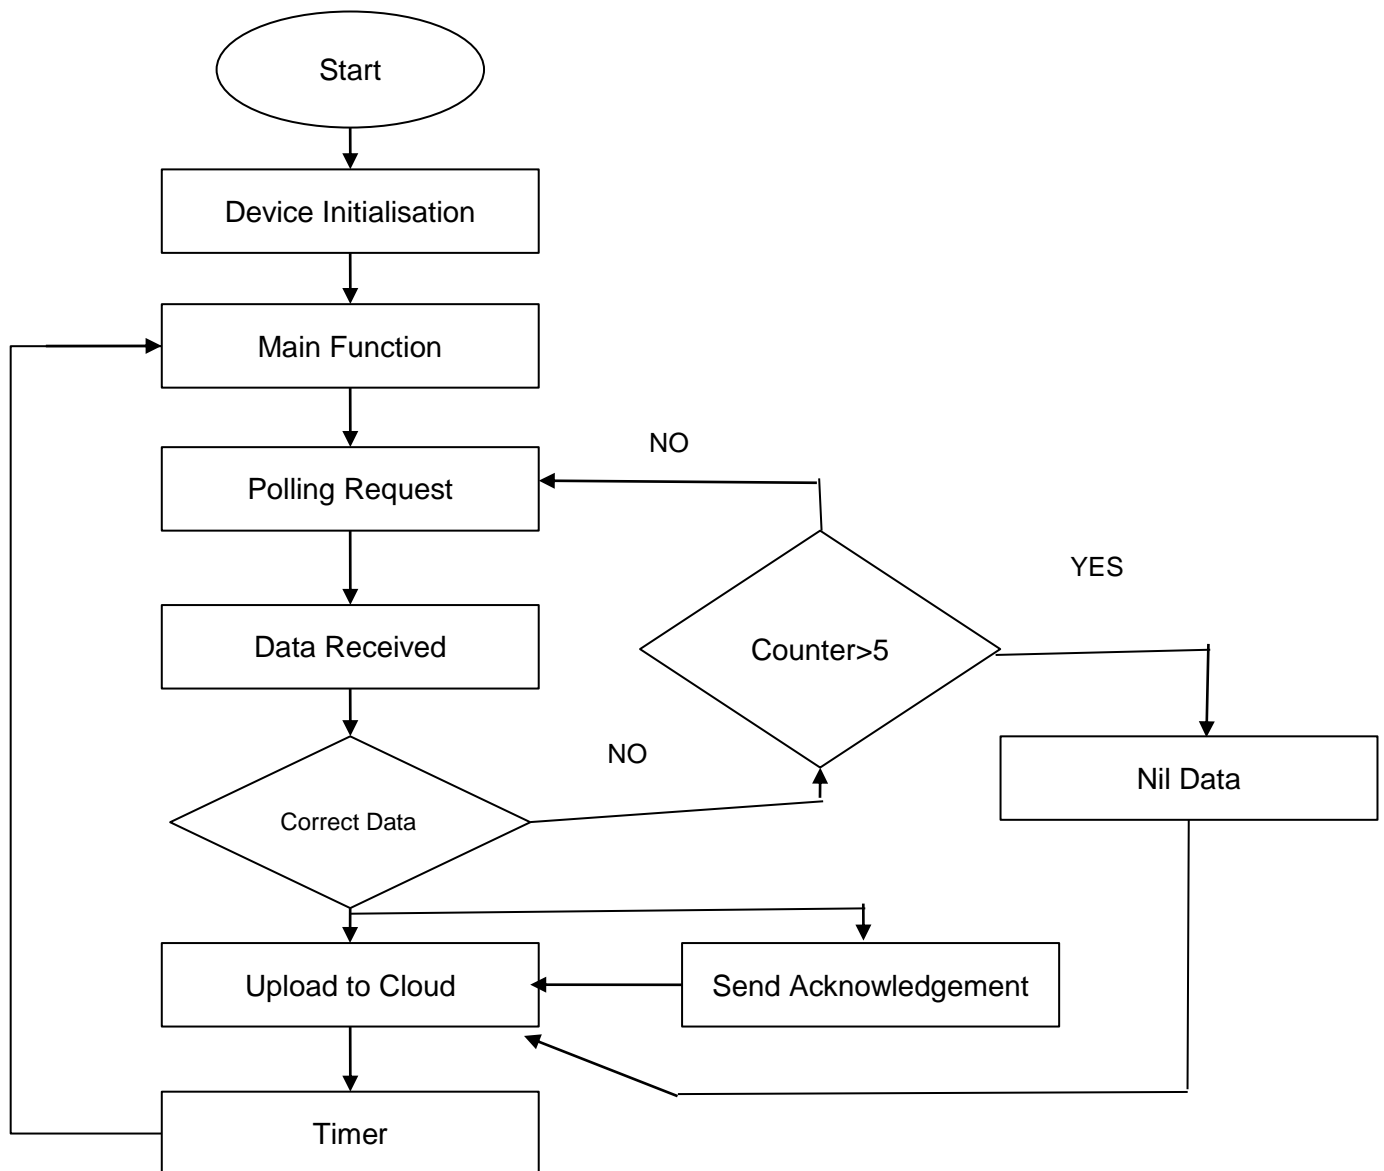 Start
Device Initialisation
Main Function
NO
Polling Request
YES
Data Received
Counter>5
NO
Nil Data
Correct Data
Upload to Cloud
Send Acknowledgement
Timer